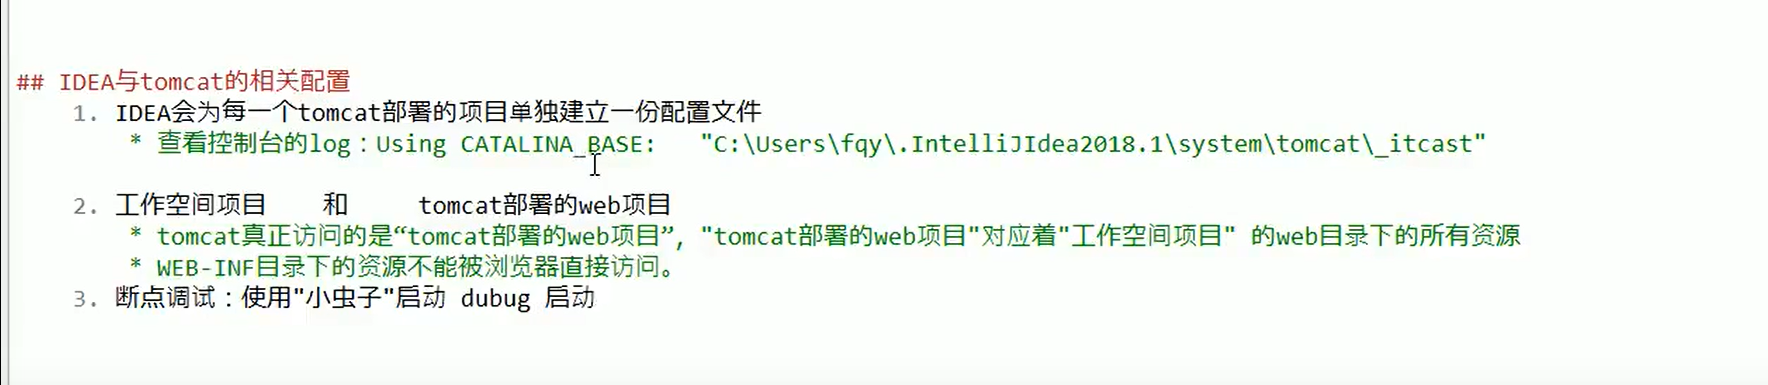 ## IDEA与tomcat的相关配置
1. IDEA会为每一个tomcat部署的项目单独建立一份配置文件
* 查看控制台的log：Using CATALINA_BASE:   "C:\Users\fqy\.IntelliJIdea2018.1\system\tomcat\_itcast"
2. 工作空间项目    和     tomcat部署的web项目
* tomcat真正访问的是“tomcat部署的web项目”，"tomcat部署的web项目"对应着"工作空间项目" 的web目录下的所有资源
* WEB-INF目录下的资源不能被浏览器直接访问。
3. 断点调试：使用"小虫子"启动 dubug 启动